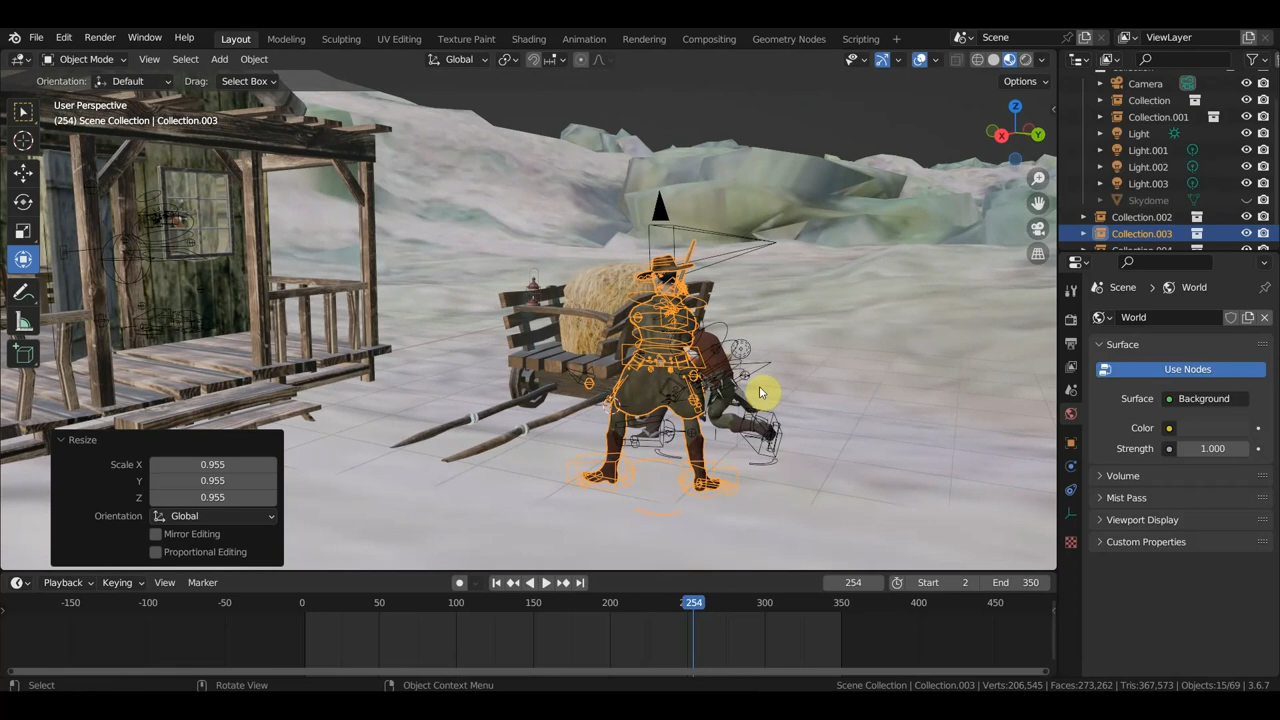 File Edit Render Window Help Layout Modeling Sculpting UV Editing Texture Paint Shading Animation Rendering Compositing Geometry Nodes Scripting + Scene ViewLayer
Object Mode View Select Add Object Global
Orientation: Default Drag: Select Box Options
User Perspective
(254) Scene Collection | Collection.003
Z
Y
X
Camera
Collection
Collection.001
Light
Light.001
Light.002
Light.003
Skydome
Collection.002
Collection.003
Scene > World
World
Surface
Use Nodes
Surface Background
Color
Strength 1.000
Volume
Mist Pass
Viewport Display
Custom Properties
Resize
Scale X 0.955
Y 0.955
Z 0.955
Orientation Global
Mirror Editing
Proportional Editing
Playback Keying View Marker 254 Start 2 End 350
-150 -100 -50 0 50 100 150 200 254 300 350 400 450
Select Rotate View Object Context Menu Scene Collection | Collection.003 | Verts:206,545 | Faces:273,262 | Tris:367,573 | Objects:15/69 | 3.6.7